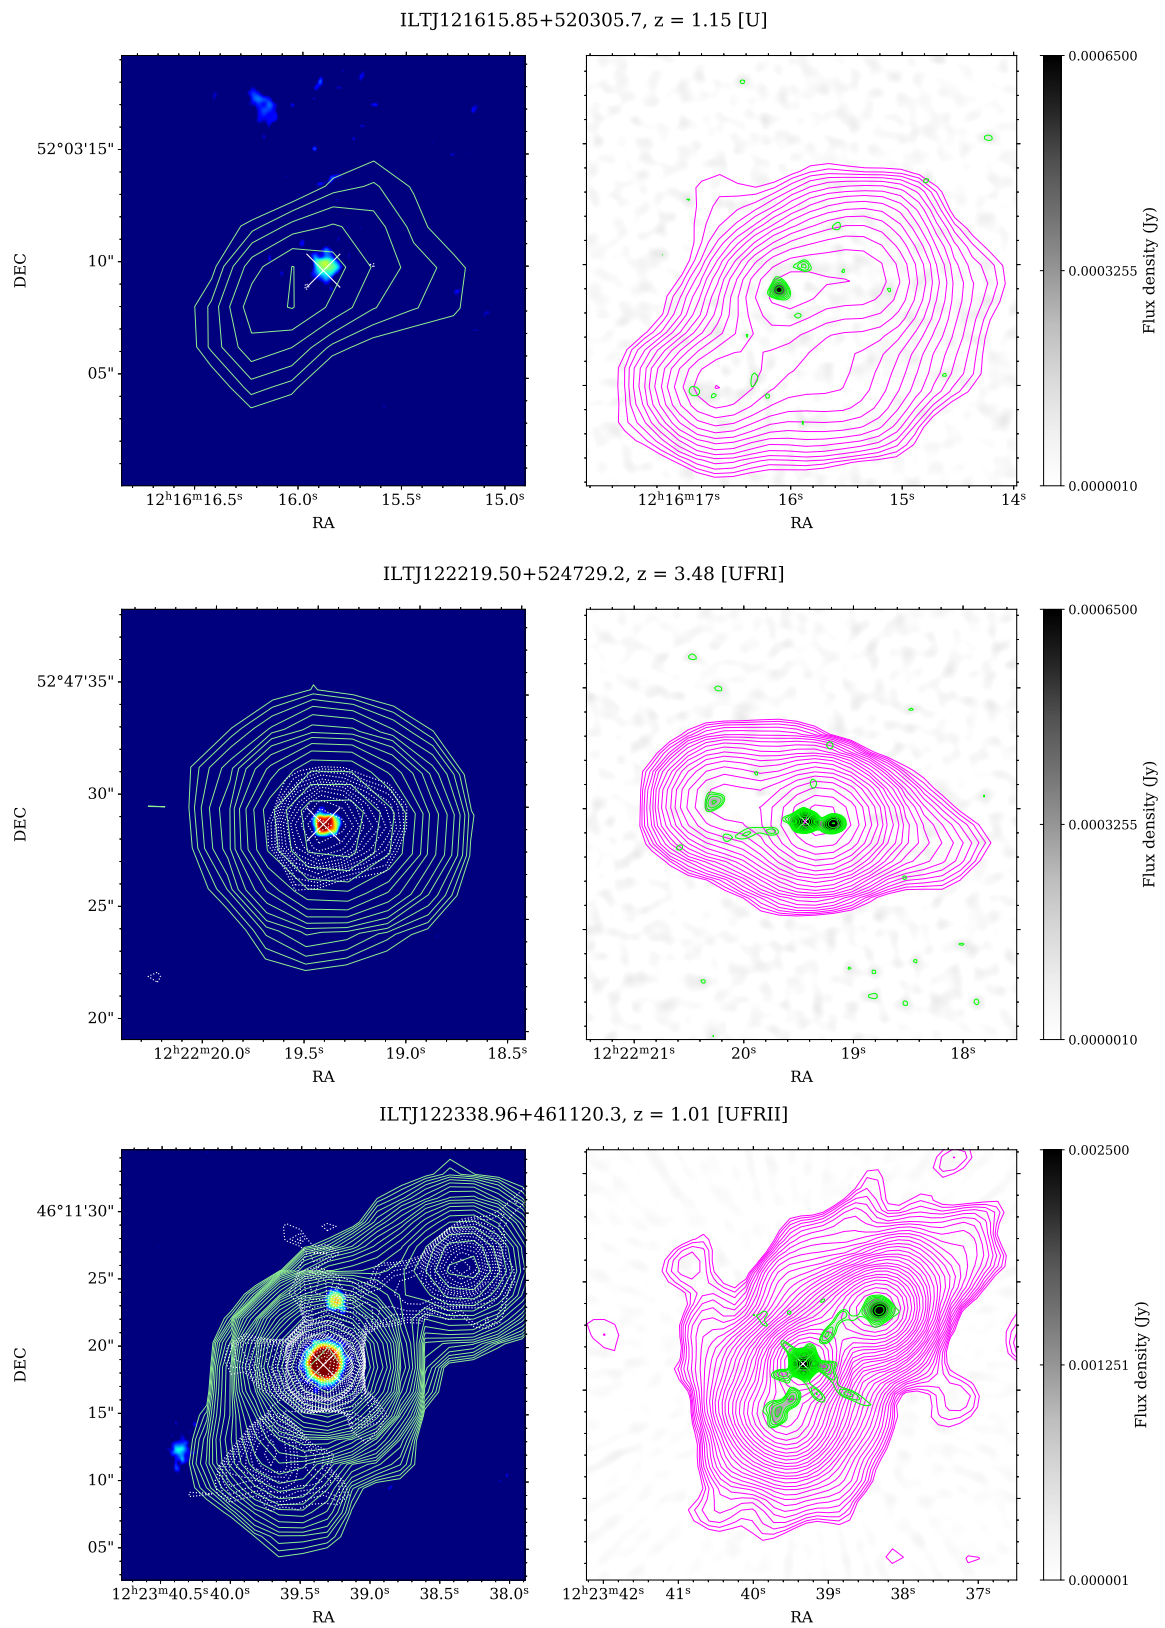 ILTJ121615.85+520305.7, z = 1.15 [U]
52°03'15"
10"
05"
DEC
12ʰ16ᵐ16.5ˢ 16.0ˢ 15.5ˢ 15.0ˢ
RA
12ʰ16ᵐ17ˢ 16ˢ 15ˢ 14ˢ
RA
0.0006500
0.0003255
0.0000010
Flux density (Jy)
ILTJ122219.50+524729.2, z = 3.48 [UFRI]
52°47'35"
30"
25"
20"
DEC
12ʰ22ᵐ20.0ˢ 19.5ˢ 19.0ˢ 18.5ˢ
RA
12ʰ22ᵐ21ˢ 20ˢ 19ˢ 18ˢ
RA
0.0006500
0.0003255
0.0000010
Flux density (Jy)
ILTJ122338.96+461120.3, z = 1.01 [UFRII]
46°11'30"
25"
20"
15"
10"
05"
DEC
12ʰ23ᵐ40.5ˢ 40.0ˢ 39.5ˢ 39.0ˢ 38.5ˢ 38.0ˢ
RA
12ʰ23ᵐ42ˢ 41ˢ 40ˢ 39ˢ 38ˢ 37ˢ
RA
0.002500
0.001251
0.000001
Flux density (Jy)